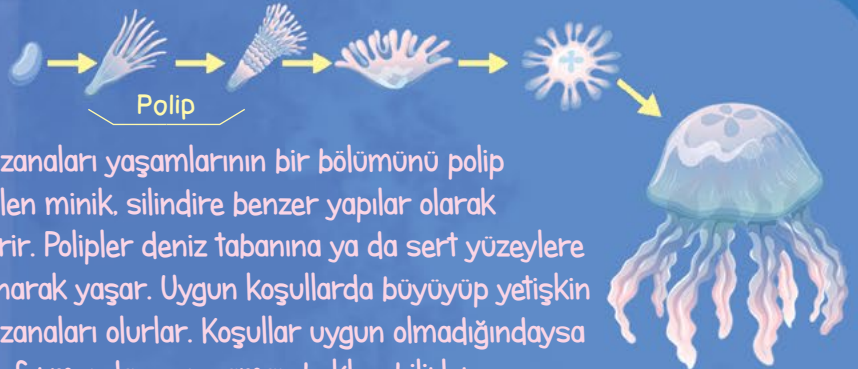 Polip
zanaları yaşamlarının bir bölümünü polip
len minik, silindire benzer yapılar olarak
rir. Polipler deniz tabanına ya da sert yüzeylere
narak yaşar. Uygun koşullarda büyüyüp yetişkin
zanaları olurlar. Koşullar uygun olmadığındaysa